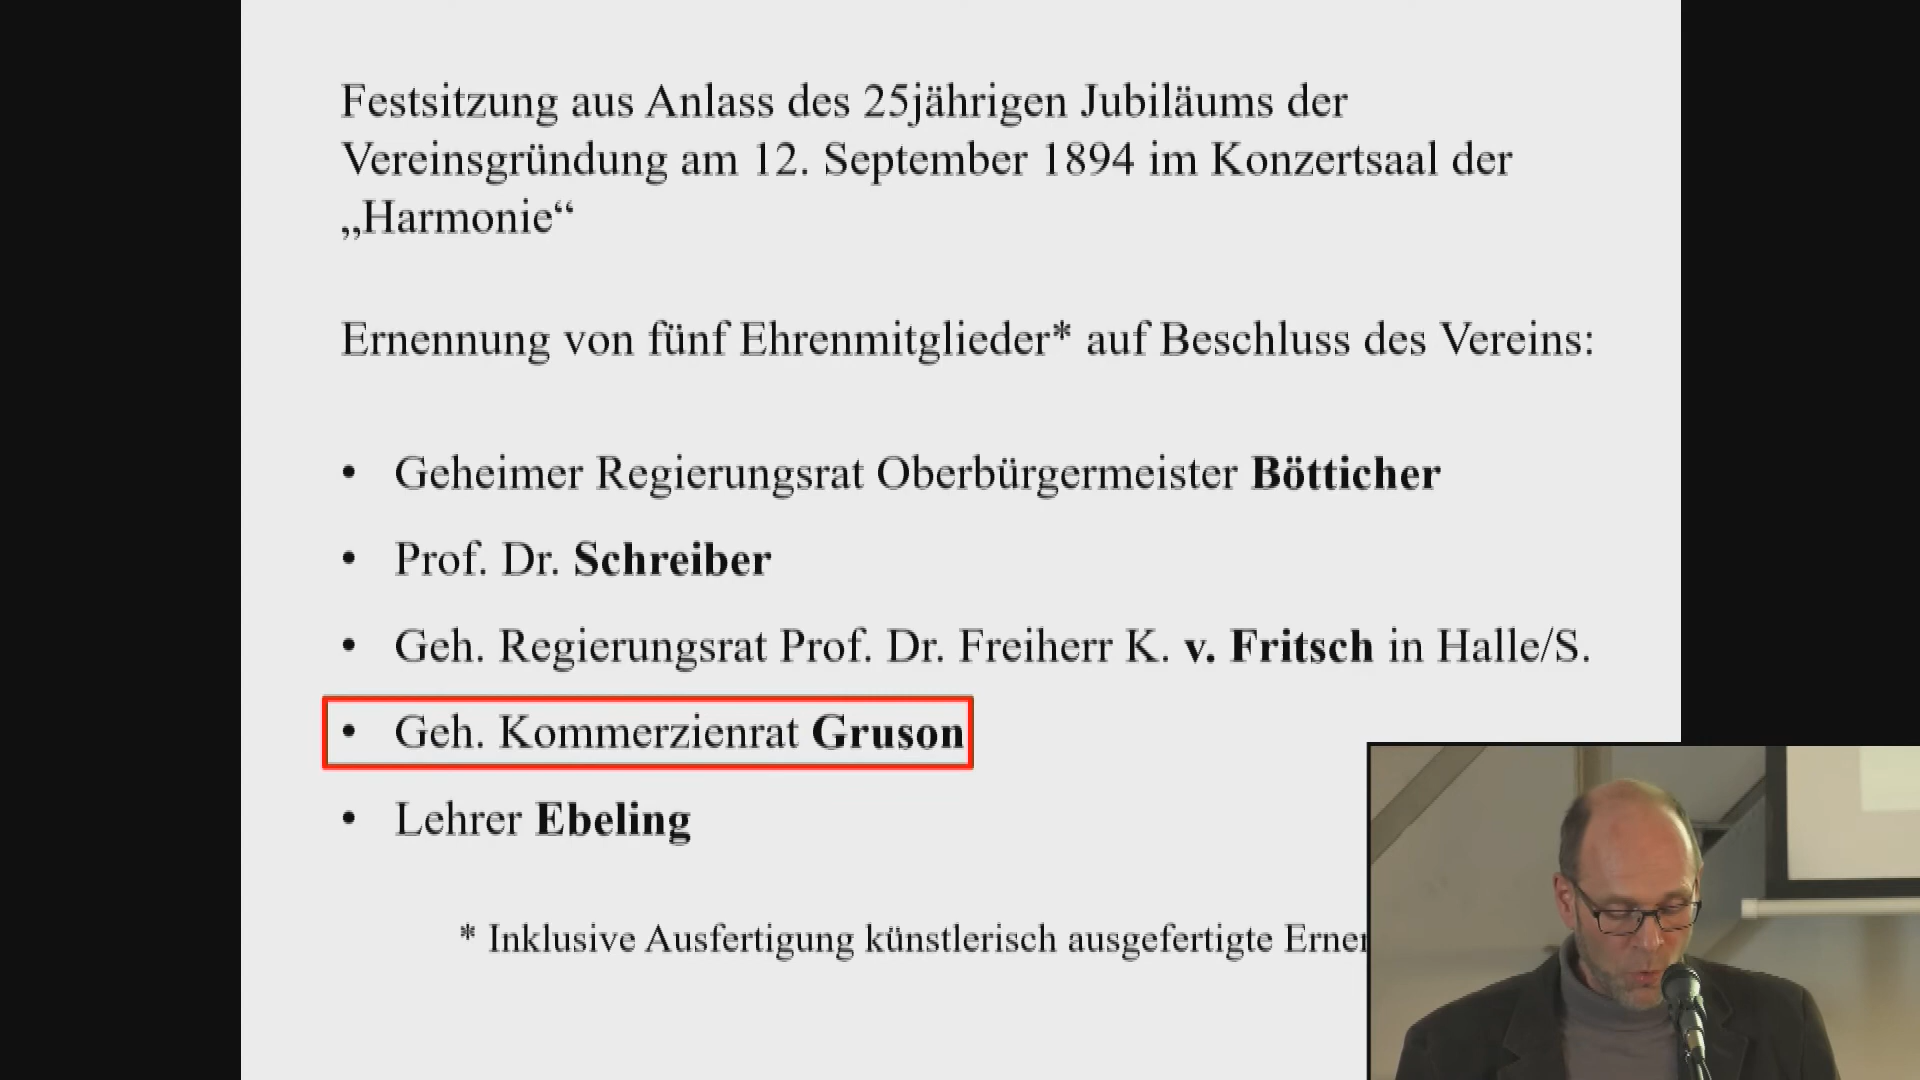 Festsitzung aus Anlass des 25jährigen Jubiläums der
Vereinsgründung am 12. September 1894 im Konzertsaal der
„Harmonie“
Ernennung von fünf Ehrenmitglieder* auf Beschluss des Vereins:
• Geheimer Regierungsrat Oberbürgermeister Bötticher
• Prof. Dr. Schreiber
• Geh. Regierungsrat Prof. Dr. Freiherr K. v. Fritsch in Halle/S.
• Geh. Kommerzienrat Gruson
• Lehrer Ebeling
* Inklusive Ausfertigung künstlerisch ausgefertigte